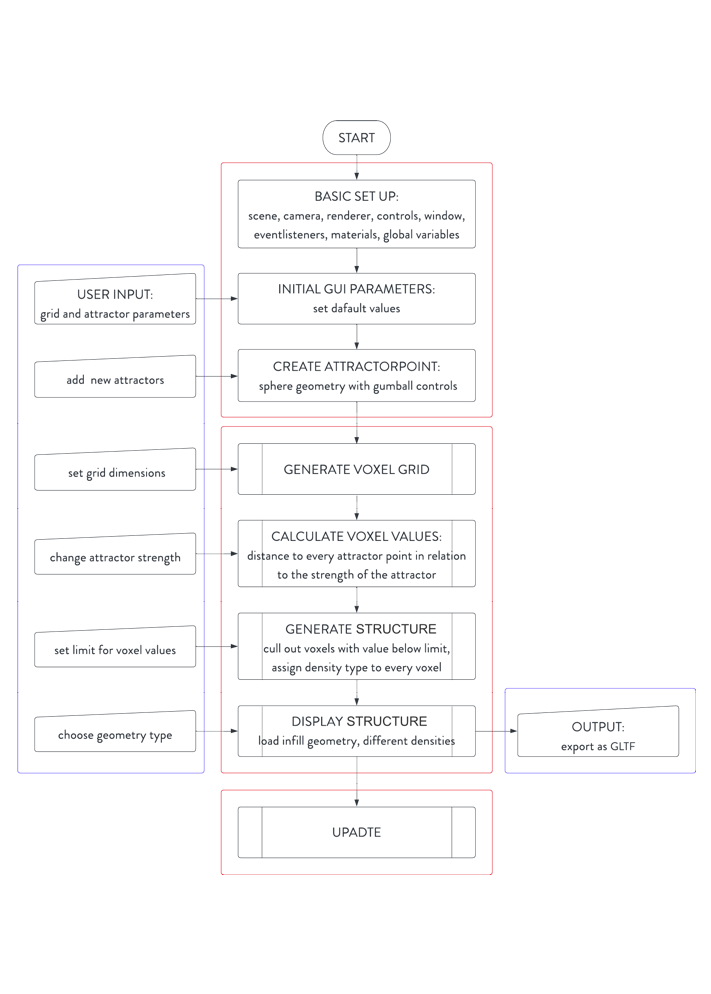 START
BASIC SET UP:
scene, camera, renderer, controls, window,
eventlisteners, materials, global variables
USER INPUT:
grid and attractor parameters
INITIAL GUI PARAMETERS:
set dafault values
add new attractors
CREATE ATTRACTORPOINT:
sphere geometry with gumball controls
set grid dimensions
GENERATE VOXEL GRID
change attractor strength
CALCULATE VOXEL VALUES:
distance to every attractor point in relation
to the strength of the attractor
set limit for voxel values
GENERATE STRUCTURE
cull out voxels with value below limit,
assign density type to every voxel
choose geometry type
DISPLAY STRUCTURE
load infill geometry, different densities
OUTPUT:
export as GLTF
UPADTE